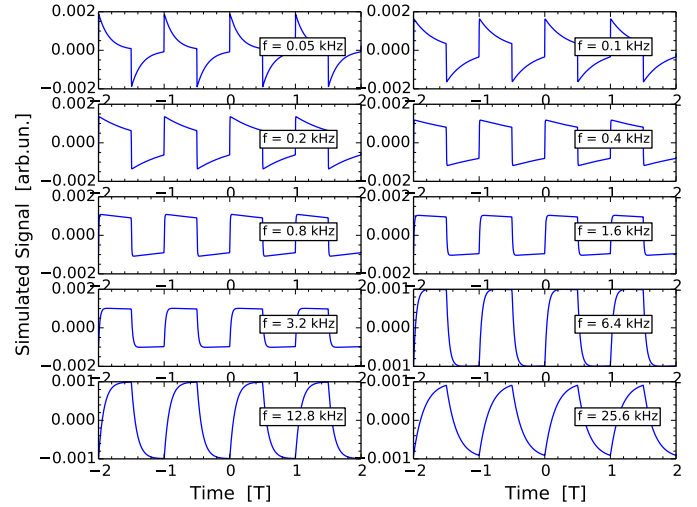 0.002
0.000
−0.002
−2 −1 0 1 2
f = 0.05 kHz
0.002
0.000
−0.002
−2 −1 0 1 2
f = 0.1 kHz
0.002
0.000
−0.002
−2 −1 0 1 2
f = 0.2 kHz
0.002
0.000
−0.002
−2 −1 0 1 2
f = 0.4 kHz
0.002
0.000
−0.002
−2 −1 0 1 2
f = 0.8 kHz
0.002
0.000
−0.002
−2 −1 0 1 2
f = 1.6 kHz
0.002
0.000
−0.002
−2 −1 0 1 2
f = 3.2 kHz
0.001
0.000
−0.001
−2 −1 0 1 2
f = 6.4 kHz
0.001
0.000
−0.001
−2 −1 0 1 2
f = 12.8 kHz
0.001
0.000
−0.001
−2 −1 0 1 2
f = 25.6 kHz
Simulated Signal [arb.un.]
Time [T]
Time [T]